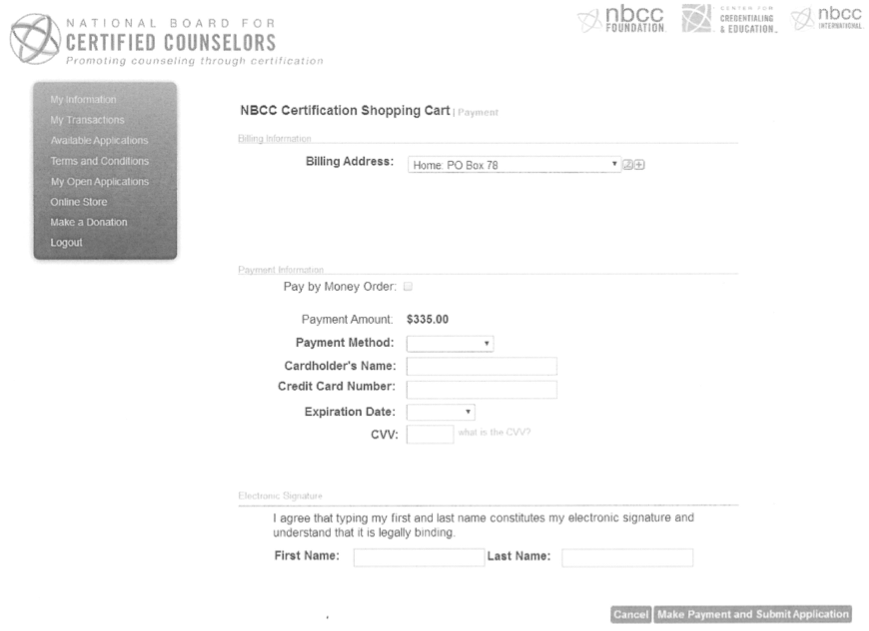 NATIONAL BOARD FOR
CERTIFIED COUNSELORS
Promoting counseling through certification
nbcc
FOUNDATION
CENTER FOR
CREDENTIALING
& EDUCATION
nbcc
INTERNATIONAL
My Information
My Transactions
Available Applications
Terms and Conditions
My Open Applications
Online Store
Make a Donation
Logout
NBCC Certification Shopping Cart | Payment
Billing Information
Billing Address: Home: PO Box 78
Payment Information
Pay by Money Order:
Payment Amount: $335.00
Payment Method:
Cardholder's Name:
Credit Card Number:
Expiration Date:
CVV: what is the CVV?
Electronic Signature
I agree that typing my first and last name constitutes my electronic signature and
understand that it is legally binding.
First Name: Last Name:
Cancel Make Payment and Submit Application